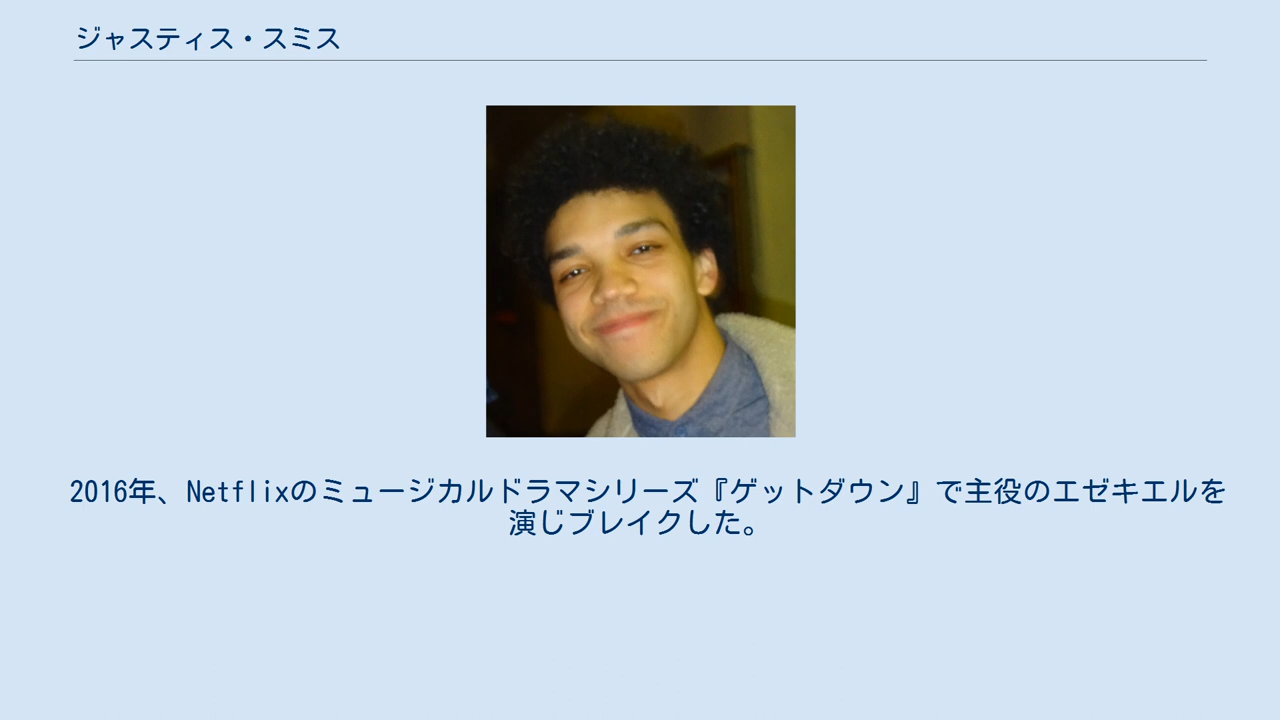 ジャスティス・スミス
2016年、Netflixのミュージカルドラマシリーズ『ゲットダウン』で主役のエゼキエルを
演じブレイクした。